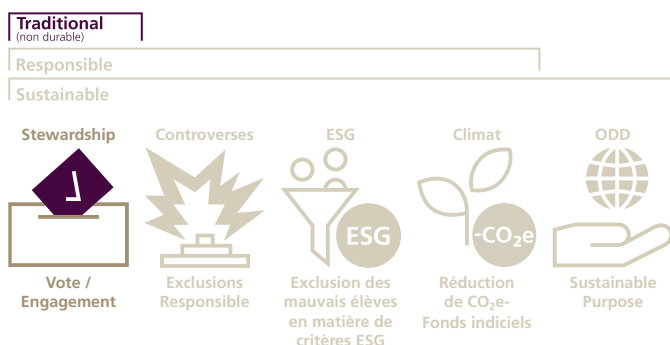 Traditional
(non durable)
Responsible
Sustainable
Stewardship
Controverses
ESG
Climat
ODD
ESG
-CO₂e
Vote /
Engagement
Exclusions
Responsible
Exclusion des
mauvais élèves
en matière de
critères ESG
Réduction
de CO₂e-
Fonds indiciels
Sustainable
Purpose